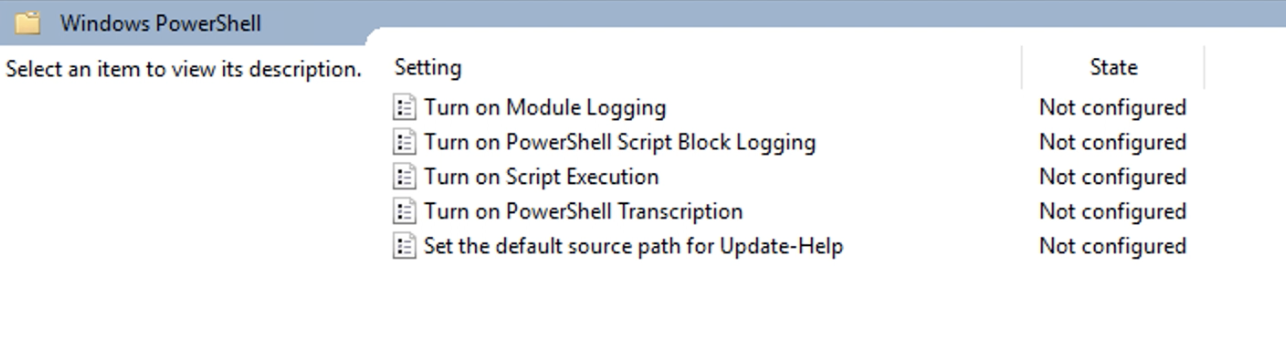 Windows PowerShell
Select an item to view its description.
Setting State
Turn on Module Logging Not configured
Turn on PowerShell Script Block Logging Not configured
Turn on Script Execution Not configured
Turn on PowerShell Transcription Not configured
Set the default source path for Update-Help Not configured